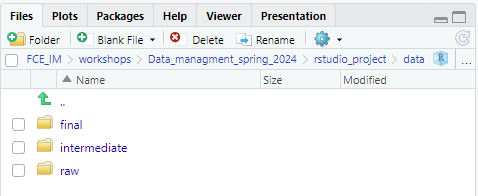 Files Plots Packages Help Viewer Presentation
Folder Blank File Delete Rename
FCE_IM workshops Data_managment_spring_2024 rstudio_project data R ...
Name Size Modified
..
final
intermediate
raw